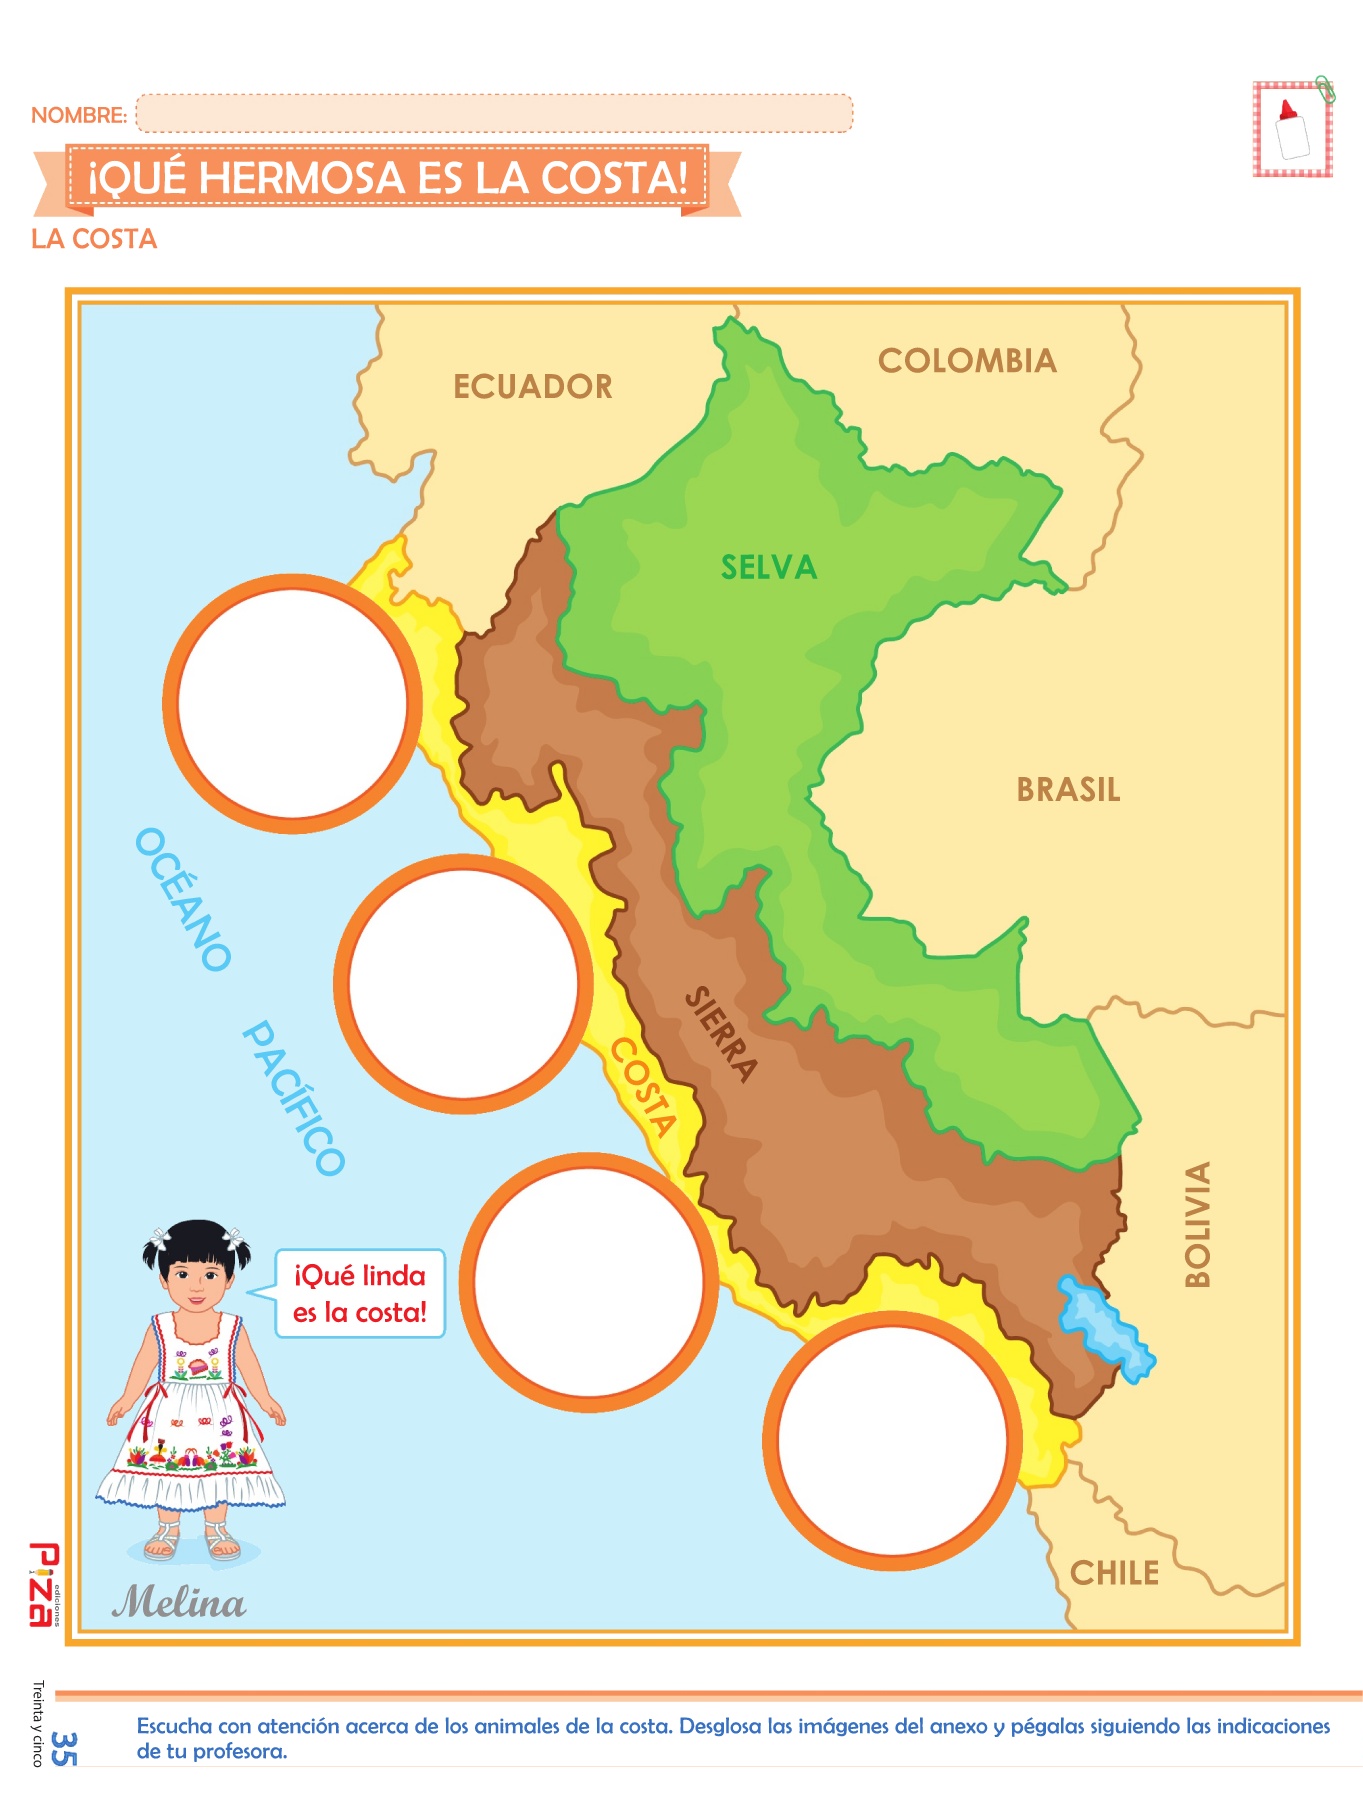 NOMBRE:
¡QUÉ HERMOSA ES LA COSTA!
LA COSTA
ECUADOR
COLOMBIA
SELVA
BRASIL
OCÉANO
PACÍFICO
SIERRA
COSTA
BOLIVIA
¡Qué linda
es la costa!
CHILE
Melina
Piza
ediciones
Treinta y cinco
35
Escucha con atención acerca de los animales de la costa. Desglosa las imágenes del anexo y pégalas siguiendo las indicaciones
de tu profesora.